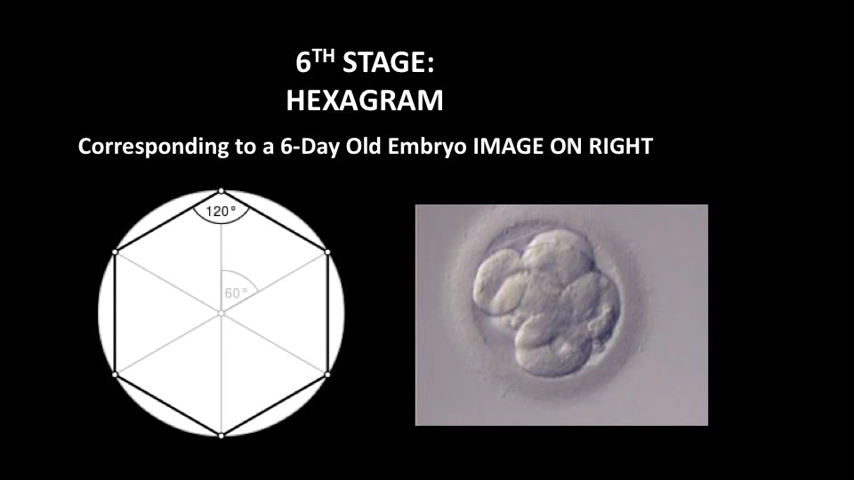 6TH STAGE:
HEXAGRAM
Corresponding to a 6-Day Old Embryo IMAGE ON RIGHT
120°
60°